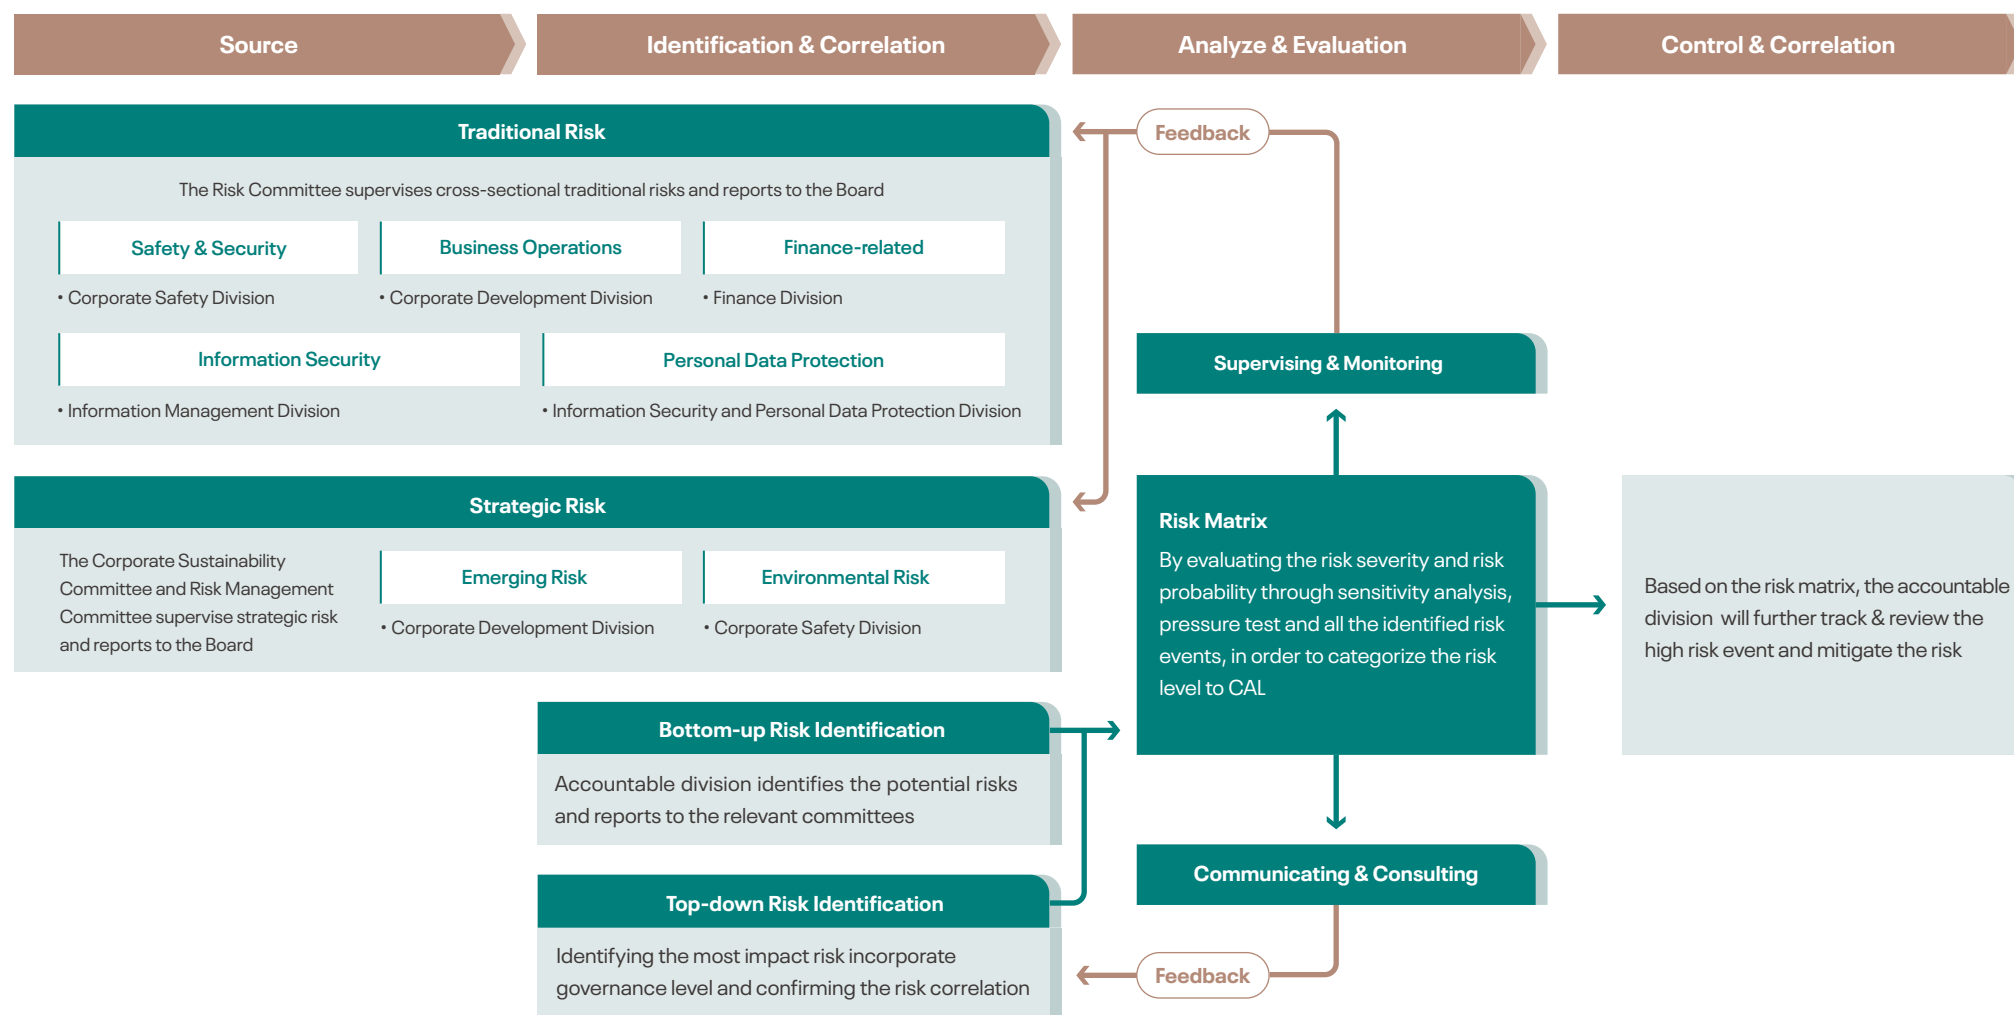 Source
Identification & Correlation
Analyze & Evaluation
Control & Correlation
Traditional Risk
The Risk Committee supervises cross-sectional traditional risks and reports to the Board
Safety & Security
• Corporate Safety Division
Business Operations
• Corporate Development Division
Finance-related
• Finance Division
Information Security
• Information Management Division
Personal Data Protection
• Information Security and Personal Data Protection Division
Strategic Risk
The Corporate Sustainability
Committee and Risk Management
Committee supervise strategic risk
and reports to the Board
Emerging Risk
• Corporate Development Division
Environmental Risk
• Corporate Safety Division
Bottom-up Risk Identification
Accountable division identifies the potential risks
and reports to the relevant committees
Top-down Risk Identification
Identifying the most impact risk incorporate
governance level and confirming the risk correlation
Feedback
Supervising & Monitoring
Risk Matrix
By evaluating the risk severity and risk
probability through sensitivity analysis,
pressure test and all the identified risk
events, in order to categorize the risk
level to CAL
Communicating & Consulting
Feedback
Based on the risk matrix, the accountable
division will further track & review the
high risk event and mitigate the risk